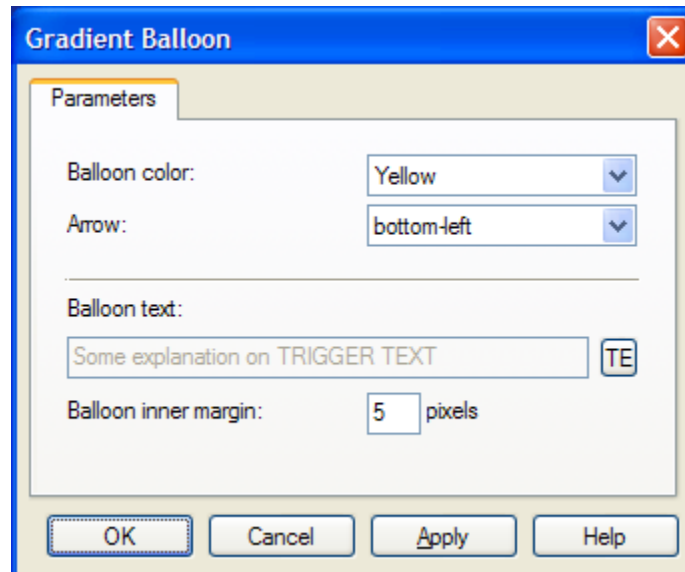 Gradient Balloon
Parameters
Balloon color: Yellow
Arrow: bottom-left
Balloon text:
Some explanation on TRIGGER TEXT TE
Balloon inner margin: 5 pixels
OK Cancel Apply Help